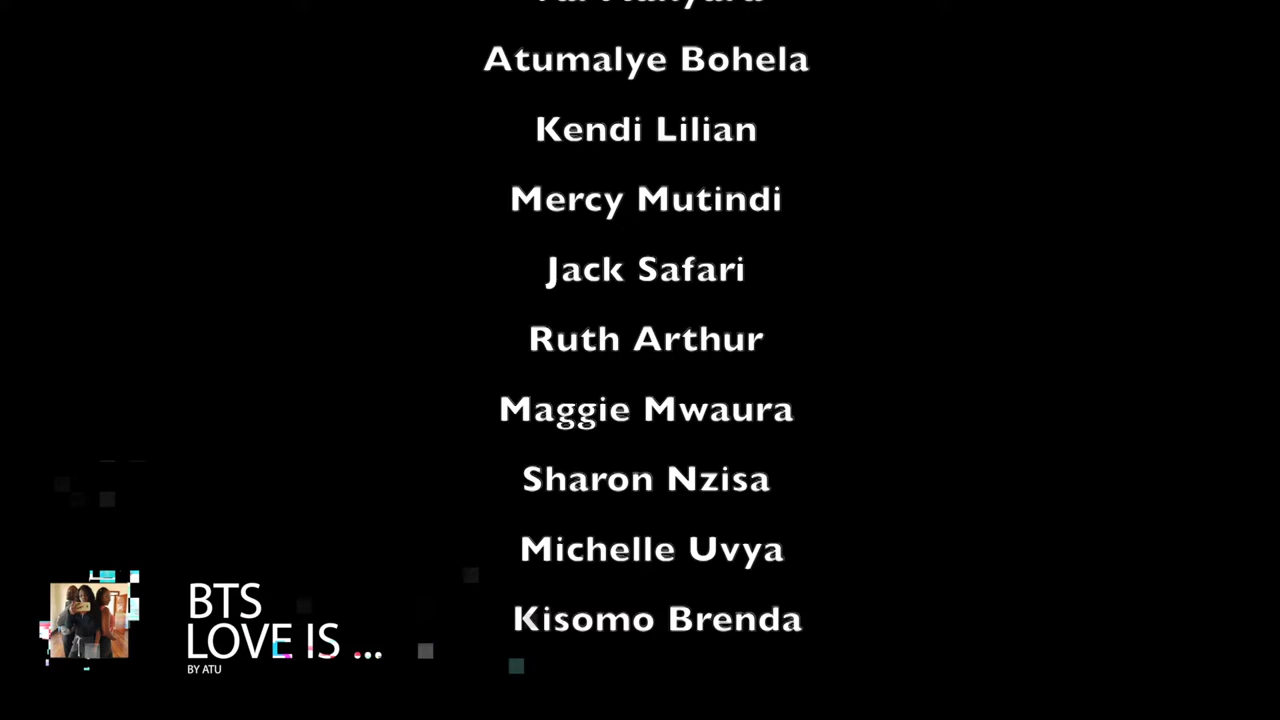 Atumalye Bohela
Kendi Lilian
Mercy Mutindi
Jack Safari
Ruth Arthur
Maggie Mwaura
Sharon Nzisa
Michelle Uvya
Kisomo Brenda
BTS
LOVE IS ...
BY ATU